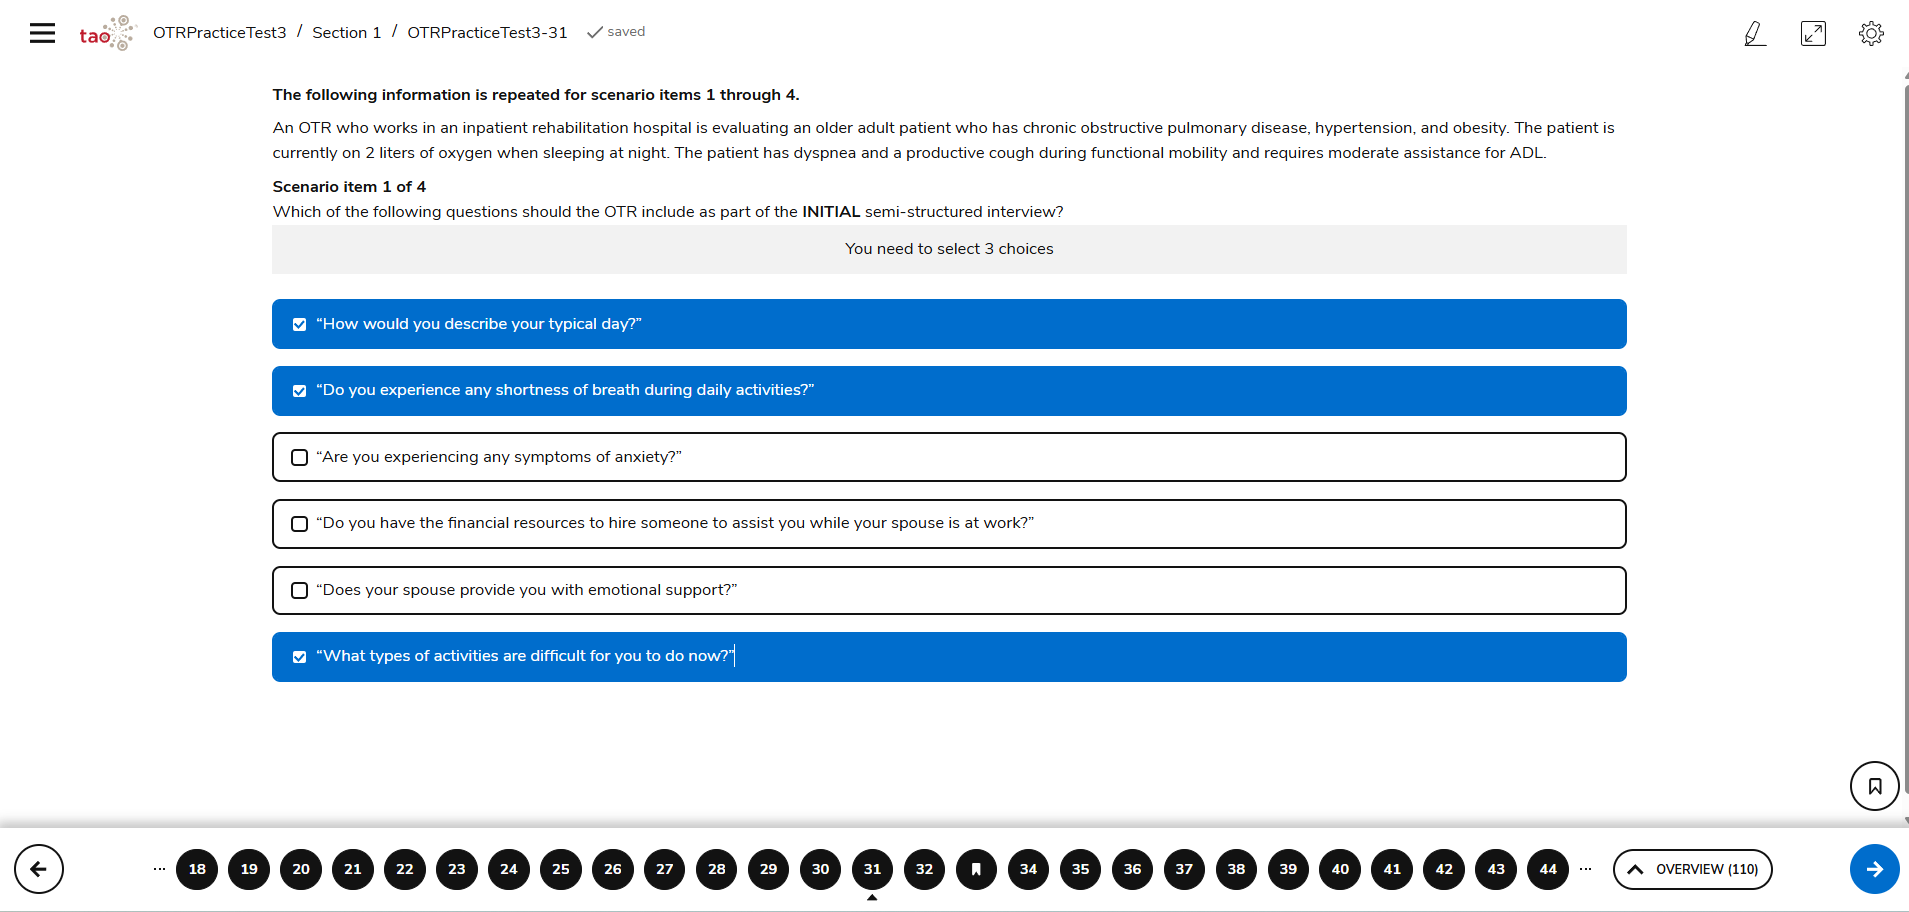 tao
OTRPracticeTest3 / Section 1 / OTRPracticeTest3-31 saved
The following information is repeated for scenario items 1 through 4.
An OTR who works in an inpatient rehabilitation hospital is evaluating an older adult patient who has chronic obstructive pulmonary disease, hypertension, and obesity. The patient is
currently on 2 liters of oxygen when sleeping at night. The patient has dyspnea and a productive cough during functional mobility and requires moderate assistance for ADL.
Scenario item 1 of 4
Which of the following questions should the OTR include as part of the INITIAL semi-structured interview?
You need to select 3 choices
“How would you describe your typical day?”
“Do you experience any shortness of breath during daily activities?”
“Are you experiencing any symptoms of anxiety?”
“Do you have the financial resources to hire someone to assist you while your spouse is at work?”
“Does your spouse provide you with emotional support?”
“What types of activities are difficult for you to do now?”
... 18 19 20 21 22 23 24 25 26 27 28 29 30 31 32 34 35 36 37 38 39 40 41 42 43 44 ... OVERVIEW (110)